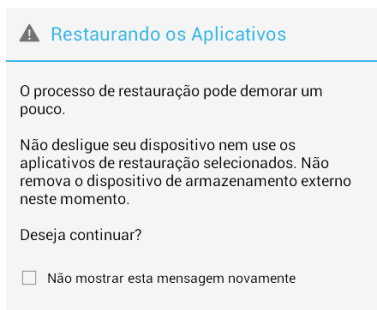 Restaurando os Aplicativos
O processo de restauração pode demorar um
pouco.
Não desligue seu dispositivo nem use os
aplicativos de restauração selecionados. Não
remova o dispositivo de armazenamento externo
neste momento.
Deseja continuar?
Não mostrar esta mensagem novamente